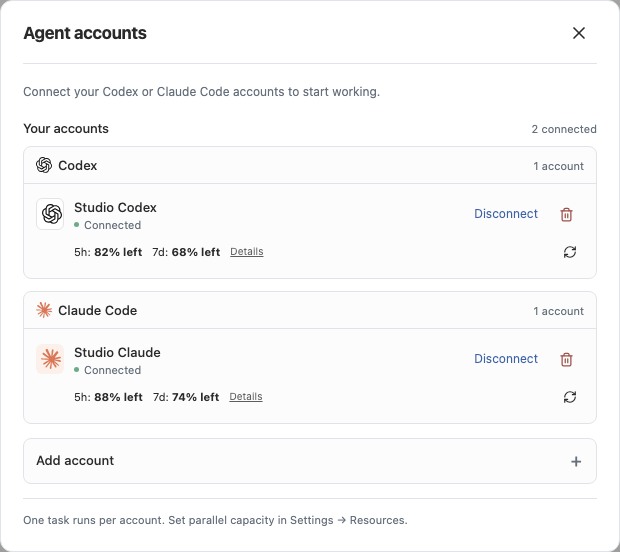 Agent accounts
Connect your Codex or Claude Code accounts to start working.
Your accounts 2 connected
Codex 1 account
Studio Codex
Disconnect
Connected
5h: 82% left 7d: 68% left Details
Claude Code 1 account
Studio Claude
Disconnect
Connected
5h: 88% left 7d: 74% left Details
Add account
One task runs per account. Set parallel capacity in Settings → Resources.